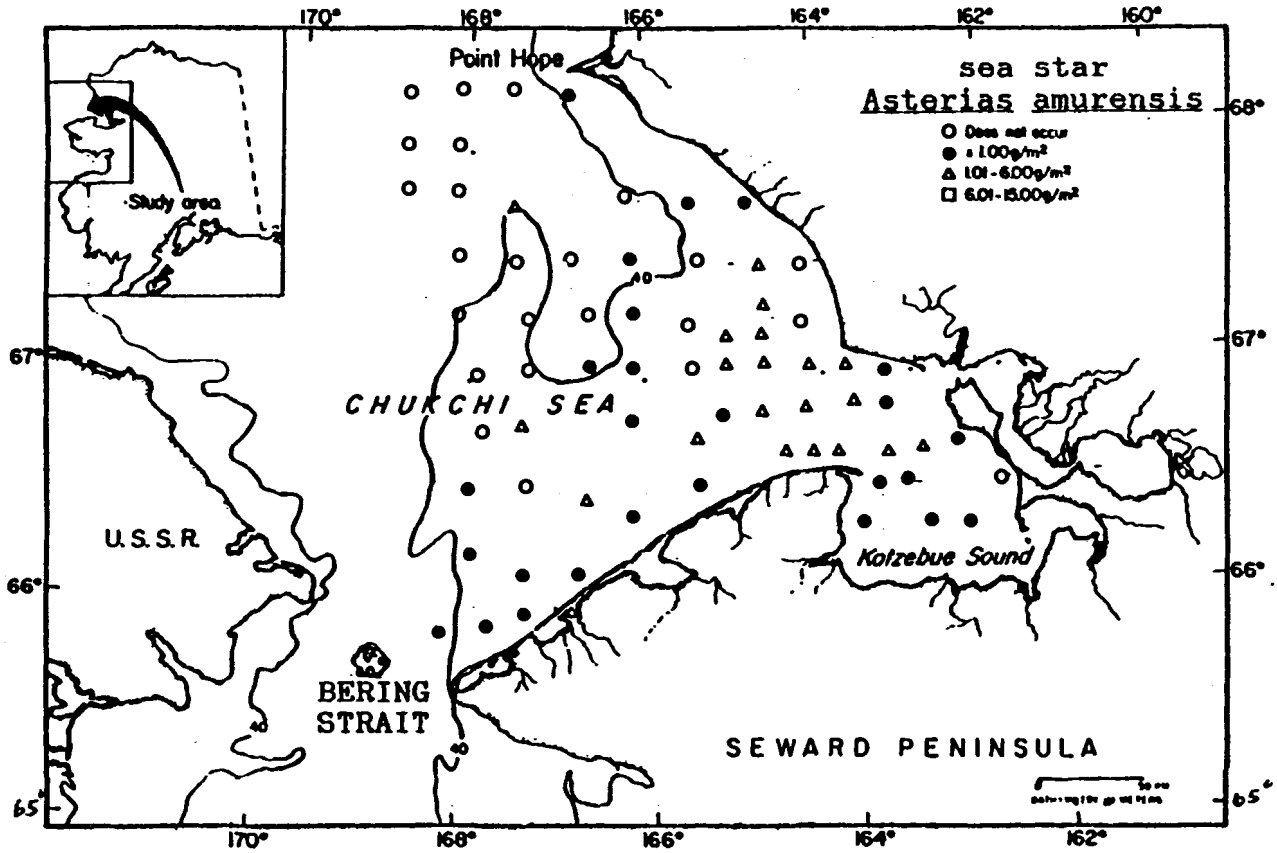 170° 168° 166° 164° 162° 160°
Point Hope
sea star
Asterias amurensis
68° 
O Does not occur
● ≤ 1.00g/m²
△ 1.01-6.00g/m²
□ 6.01-15.00g/m²
Study area
40
67° 67°
CHUKCHI SEA
U.S.S.R.
Kotzebue Sound
66° 66°
BERING
STRAIT
40
SEWARD PENINSULA
65° 65°
170° 168° 166° 164° 162°